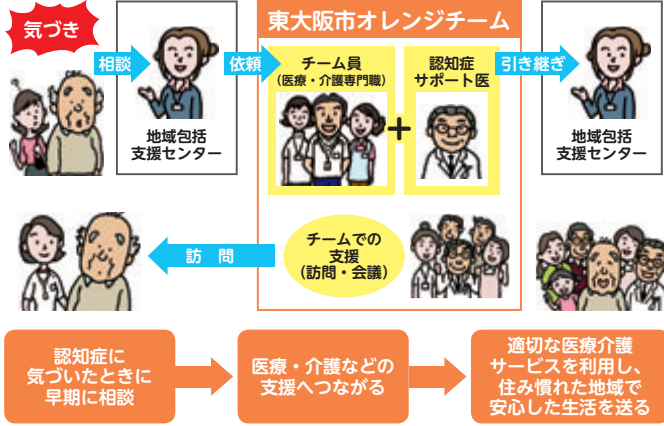 気づき
相談
地域包括
支援センター
依頼
東大阪市オレンジチーム
チーム員
(医療・介護専門職)
+
認知症
サポート医
引き継ぎ
地域包括
支援センター
訪 問
チームでの
支援
(訪問・会議)
認知症に
気づいたときに
早期に相談
医療・介護などの
支援へつながる
適切な医療介護
サービスを利用し、
住み慣れた地域で
安心した生活を送る